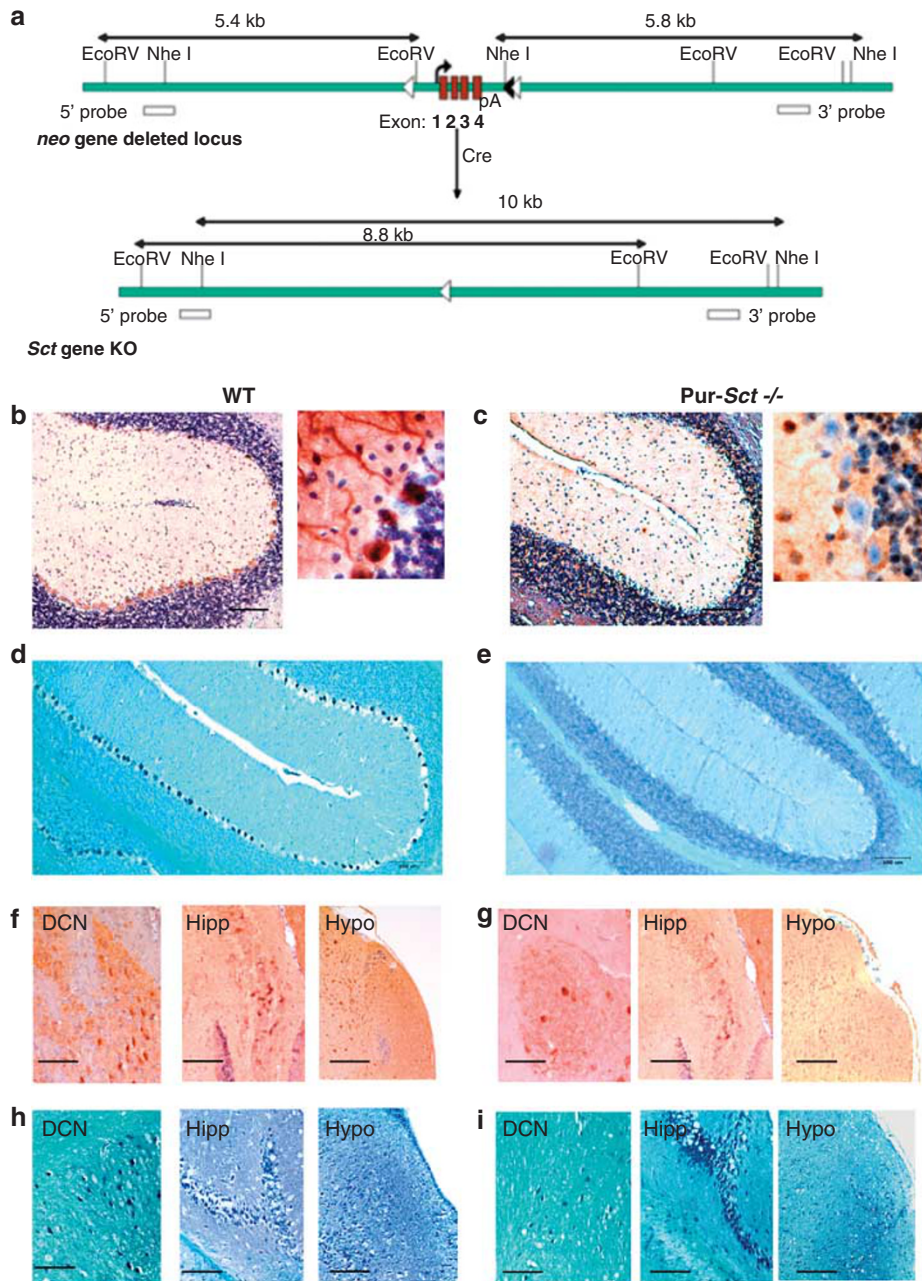 a
5.4 kb
5.8 kb
EcoRV Nhe I EcoRV Nhe I EcoRV EcoRV Nhe I
pA
5' probe
3' probe
Exon: 1 2 3 4
neo gene deleted locus
Cre
10 kb
8.8 kb
EcoRV Nhe I EcoRV EcoRV Nhe I
5' probe
3' probe
Sct gene KO
WT
Pur-Sct -/-
b
c
d
e
f
DCN
Hipp
Hypo
g
DCN
Hipp
Hypo
h
DCN
Hipp
Hypo
i
DCN
Hipp
Hypo